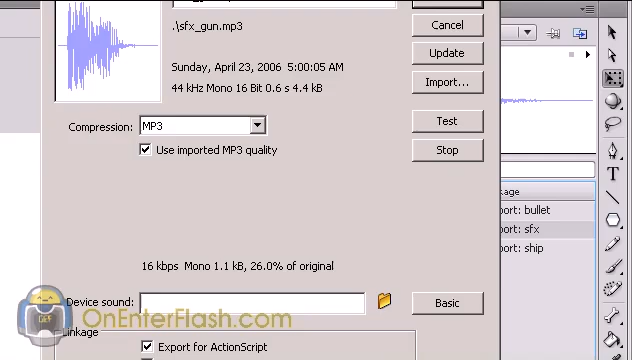 Cancel
.\sfx_gun.mp3
Update
Sunday, April 23, 2006 5:00:05 AM
44 kHz Mono 16 Bit 0.6 s 4.4 kB
Import...
Compression: MP3
Test
Use imported MP3 quality
Stop
kage
port: bullet
port: sfx
port: ship
16 kbps Mono 1.1 kB, 26.0% of original
Device sound:
Basic
OnEnterFlash.com
Linkage
Export for ActionScript
T